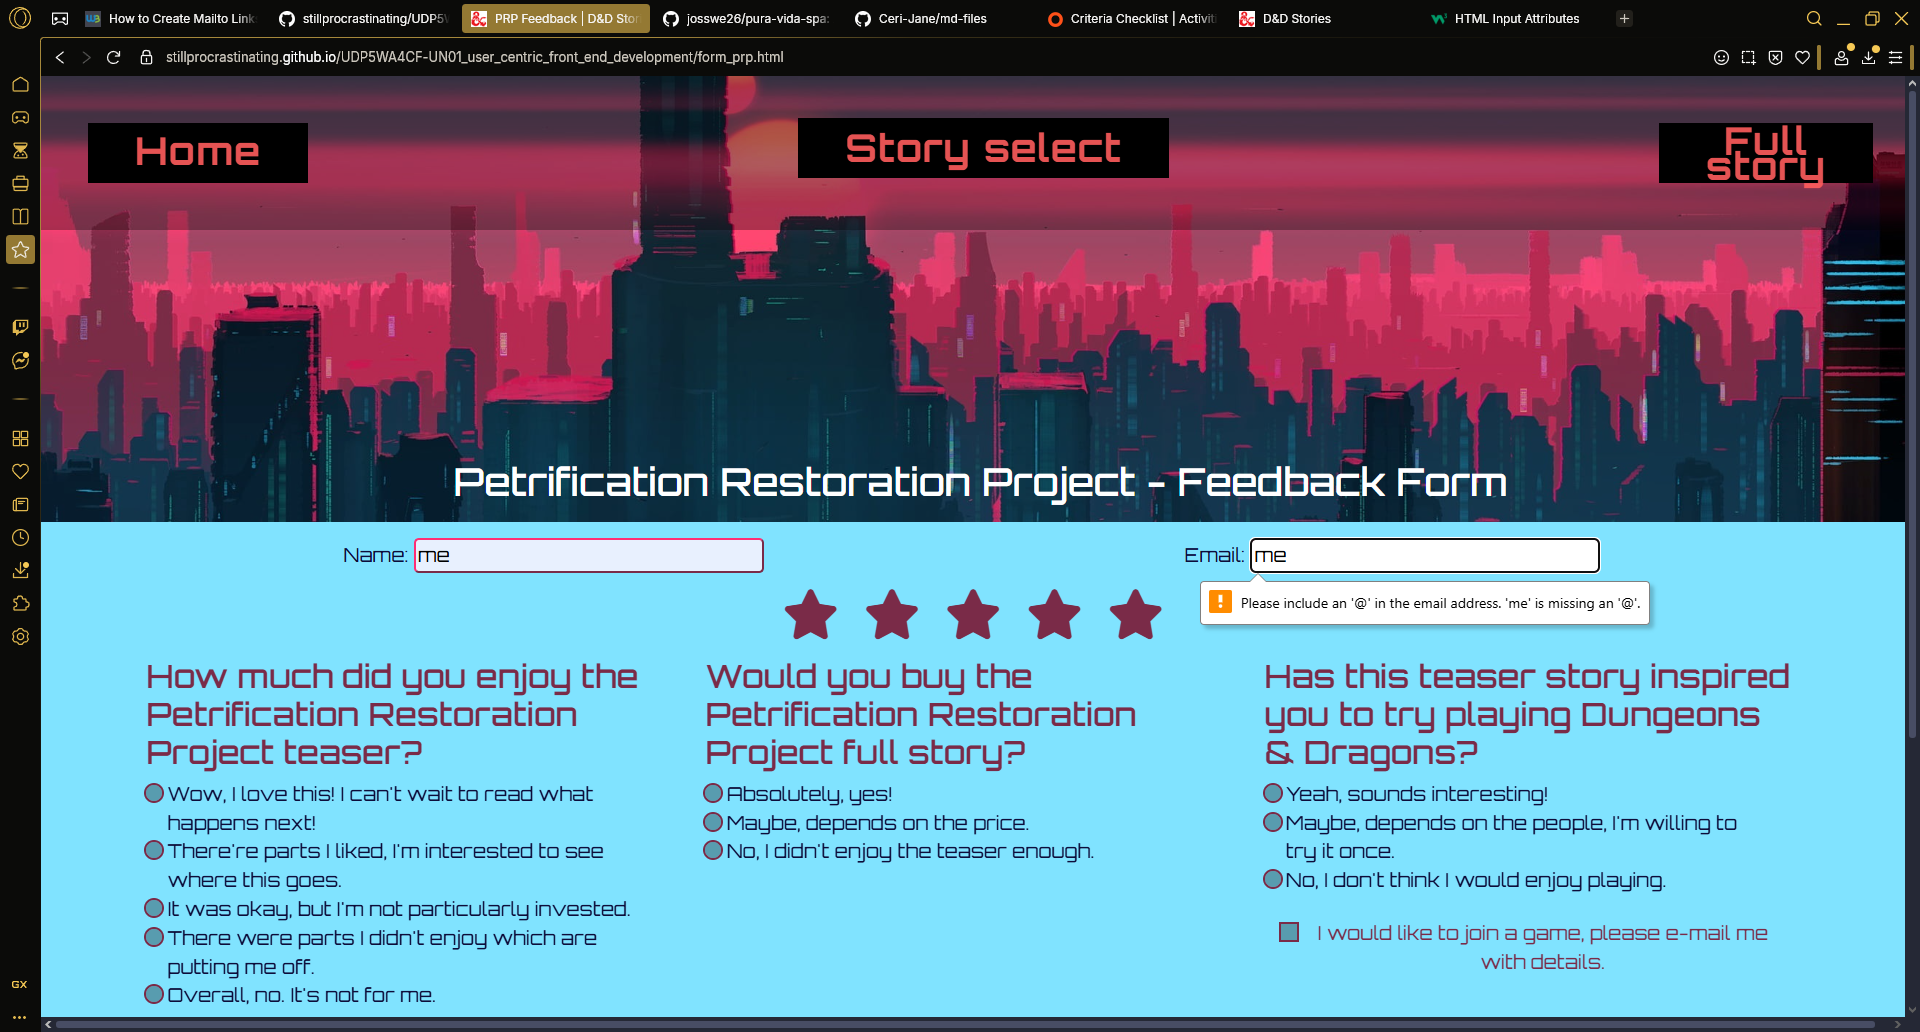 How to Create Mailto Link
stillprocrastinating/UDP5W
PRP Feedback | D&D Stor
josswe26/pura-vida-spa:
Ceri-Jane/md-files
Criteria Checklist | Activit
D&D Stories
HTML Input Attributes
stillprocrastinating.github.io/UDP5WA4CF-UN01_user_centric_front_end_development/form_prp.html
Home
Story select
Full
story
Petrification Restoration Project - Feedback Form
Name: me
Email: me
Please include an '@' in the email address. 'me' is missing an '@'.
How much did you enjoy the
Petrification Restoration
Project teaser?
Wow, I love this! I can't wait to read what
happens next!
There're parts I liked, I'm interested to see
where this goes.
It was okay, but I'm not particularly invested.
There were parts I didn't enjoy which are
putting me off.
Overall, no. It's not for me.
Would you buy the
Petrification Restoration
Project full story?
Absolutely, yes!
Maybe, depends on the price.
No, I didn't enjoy the teaser enough.
Has this teaser story inspired
you to try playing Dungeons
& Dragons?
Yeah, sounds interesting!
Maybe, depends on the people, I'm willing to
try it once.
No, I don't think I would enjoy playing.
I would like to join a game, please e-mail me
with details.
GX